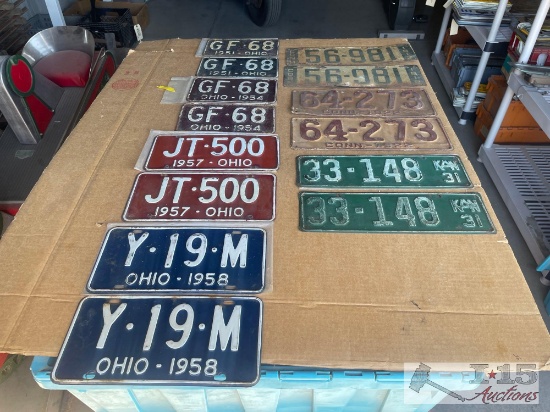 GF·68
1951·OHIO
GF·68
1951·OHIO
GF·68
OHIO·1954
GF·68
OHIO·1954
JT·500
1957·OHIO
JT·500
1957·OHIO
Y·19·M
OHIO·1958
Y·19·M
OHIO·1958
56-981
56-981
64-273
64-273
33-148 KAN 31
33-148 KAN 31
I★15
Auctions